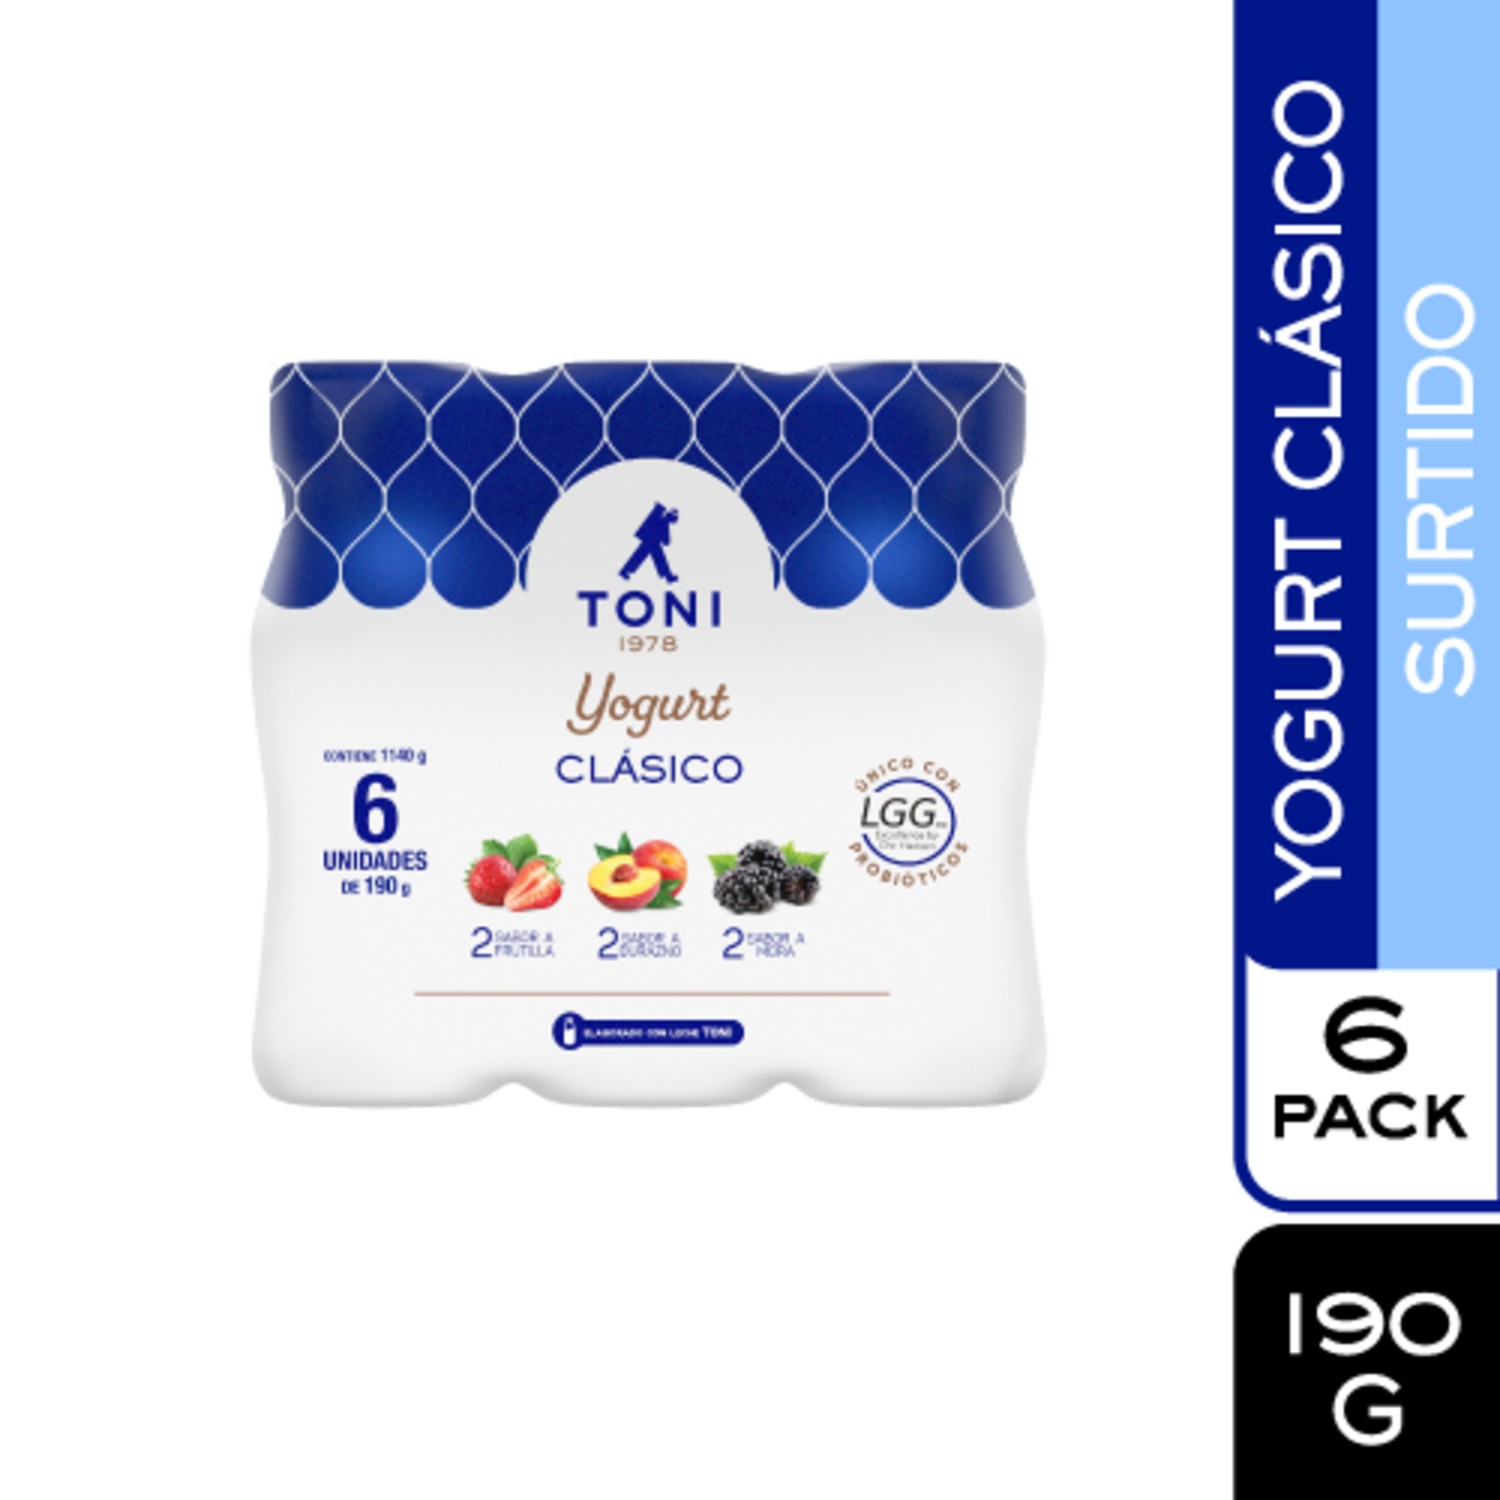 TONI
1978
Yogurt
CLÁSICO
CONTIENE 1140 g
6
UNIDADES
DE 190 g
ÚNICO CON
LGG
PROBIÓTICOS
2 SABOR A
FRUTILLA
2 SABOR A
DURAZNO
2 SABOR A
MORA
ELABORADO CON LECHE TONI
YOGURT CLÁSICO
SURTIDO
6
PACK
190
G